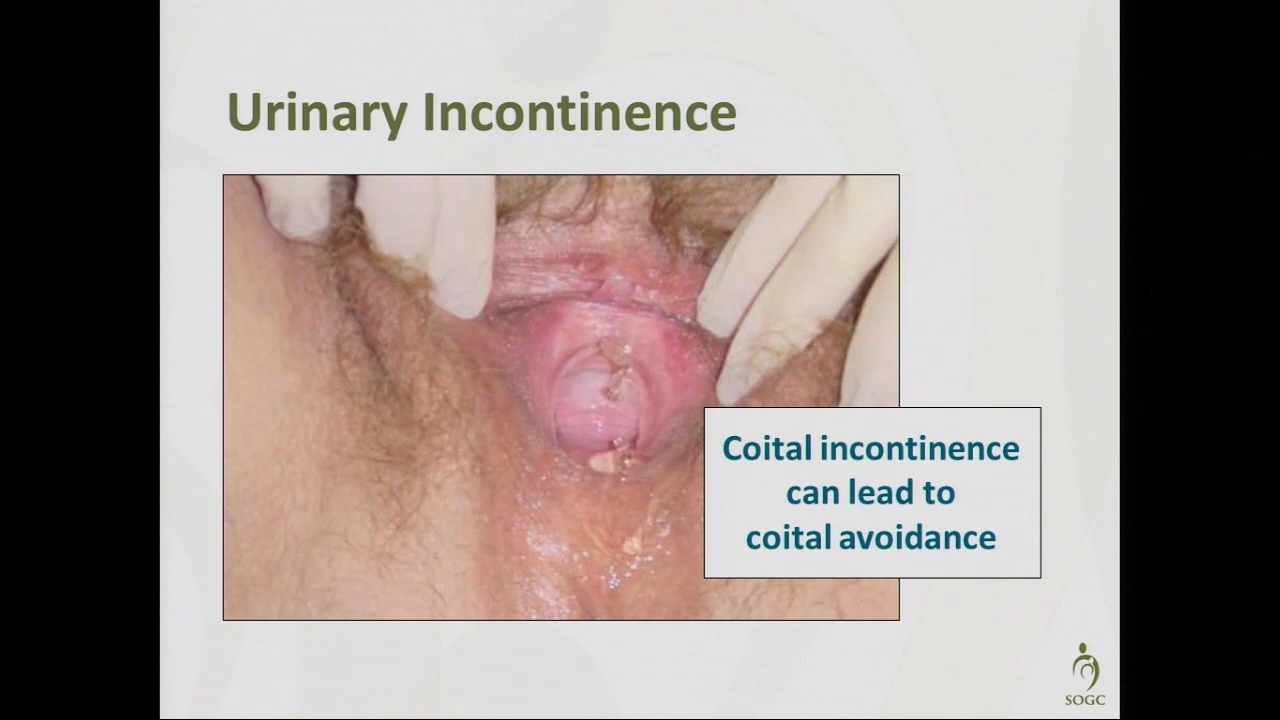 Urinary Incontinence
Coital incontinence
can lead to
coital avoidance
SOGC